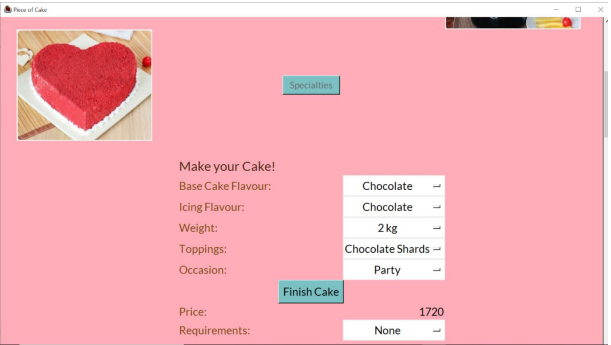 Piece of Cake
Specialties
Make your Cake!
Base Cake Flavour: Chocolate
Icing Flavour: Chocolate
Weight: 2 kg
Toppings: Chocolate Shards
Occasion: Party
Finish Cake
Price: 1720
Requirements: None